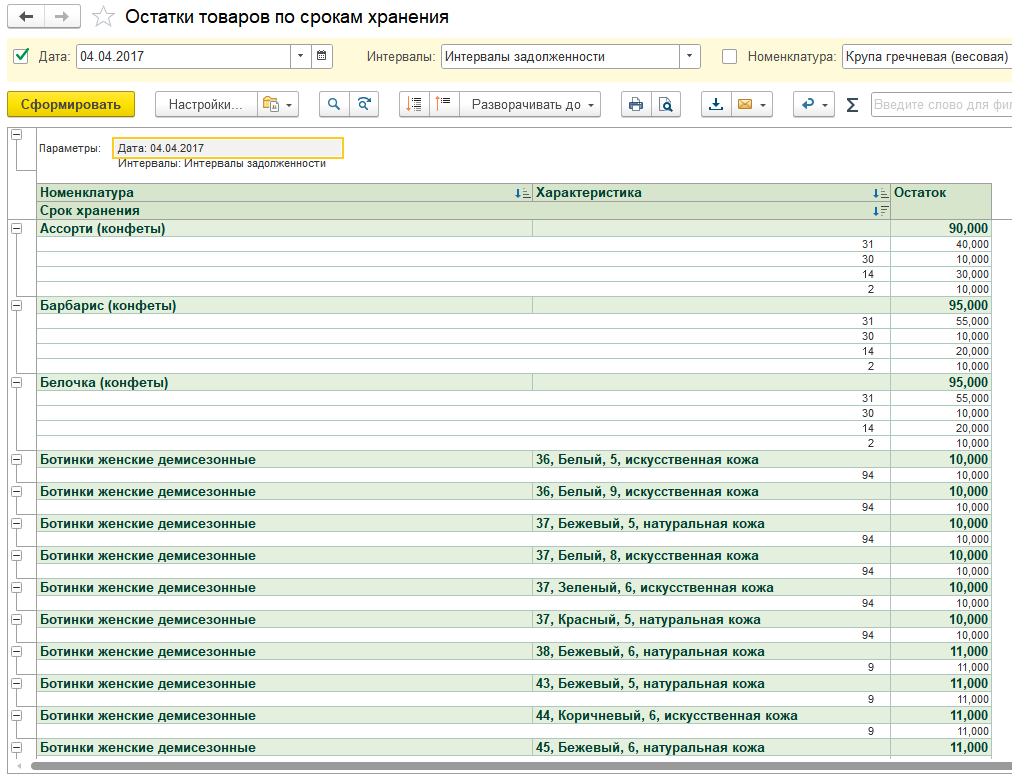 Остатки товаров по срокам хранения
Дата: 04.04.2017 Интервалы: Интервалы задолженности Номенклатура: Крупа гречневая (весовая)
Сформировать Настройки... Разворачивать до Σ Введите слово для
Параметры: Дата: 04.04.2017
Интервалы: Интервалы задолженности
Номенклатура Характеристика Остаток
Срок хранения
Ассорти (конфеты) 90,000
31 40,000
30 10,000
14 30,000
2 10,000
Барбарис (конфеты) 95,000
31 55,000
30 10,000
14 20,000
2 10,000
Белочка (конфеты) 95,000
31 55,000
30 10,000
14 20,000
2 10,000
Ботинки женские демисезонные 36, Белый, 5, искусственная кожа 10,000
94 10,000
Ботинки женские демисезонные 36, Белый, 9, искусственная кожа 10,000
94 10,000
Ботинки женские демисезонные 37, Бежевый, 5, натуральная кожа 10,000
94 10,000
Ботинки женские демисезонные 37, Белый, 8, искусственная кожа 10,000
94 10,000
Ботинки женские демисезонные 37, Зеленый, 6, искусственная кожа 10,000
94 10,000
Ботинки женские демисезонные 37, Красный, 5, натуральная кожа 10,000
94 10,000
Ботинки женские демисезонные 38, Бежевый, 6, натуральная кожа 11,000
9 11,000
Ботинки женские демисезонные 43, Бежевый, 5, натуральная кожа 11,000
9 11,000
Ботинки женские демисезонные 44, Коричневый, 6, искусственная кожа 11,000
9 11,000
Ботинки женские демисезонные 45, Бежевый, 6, натуральная кожа 11,000